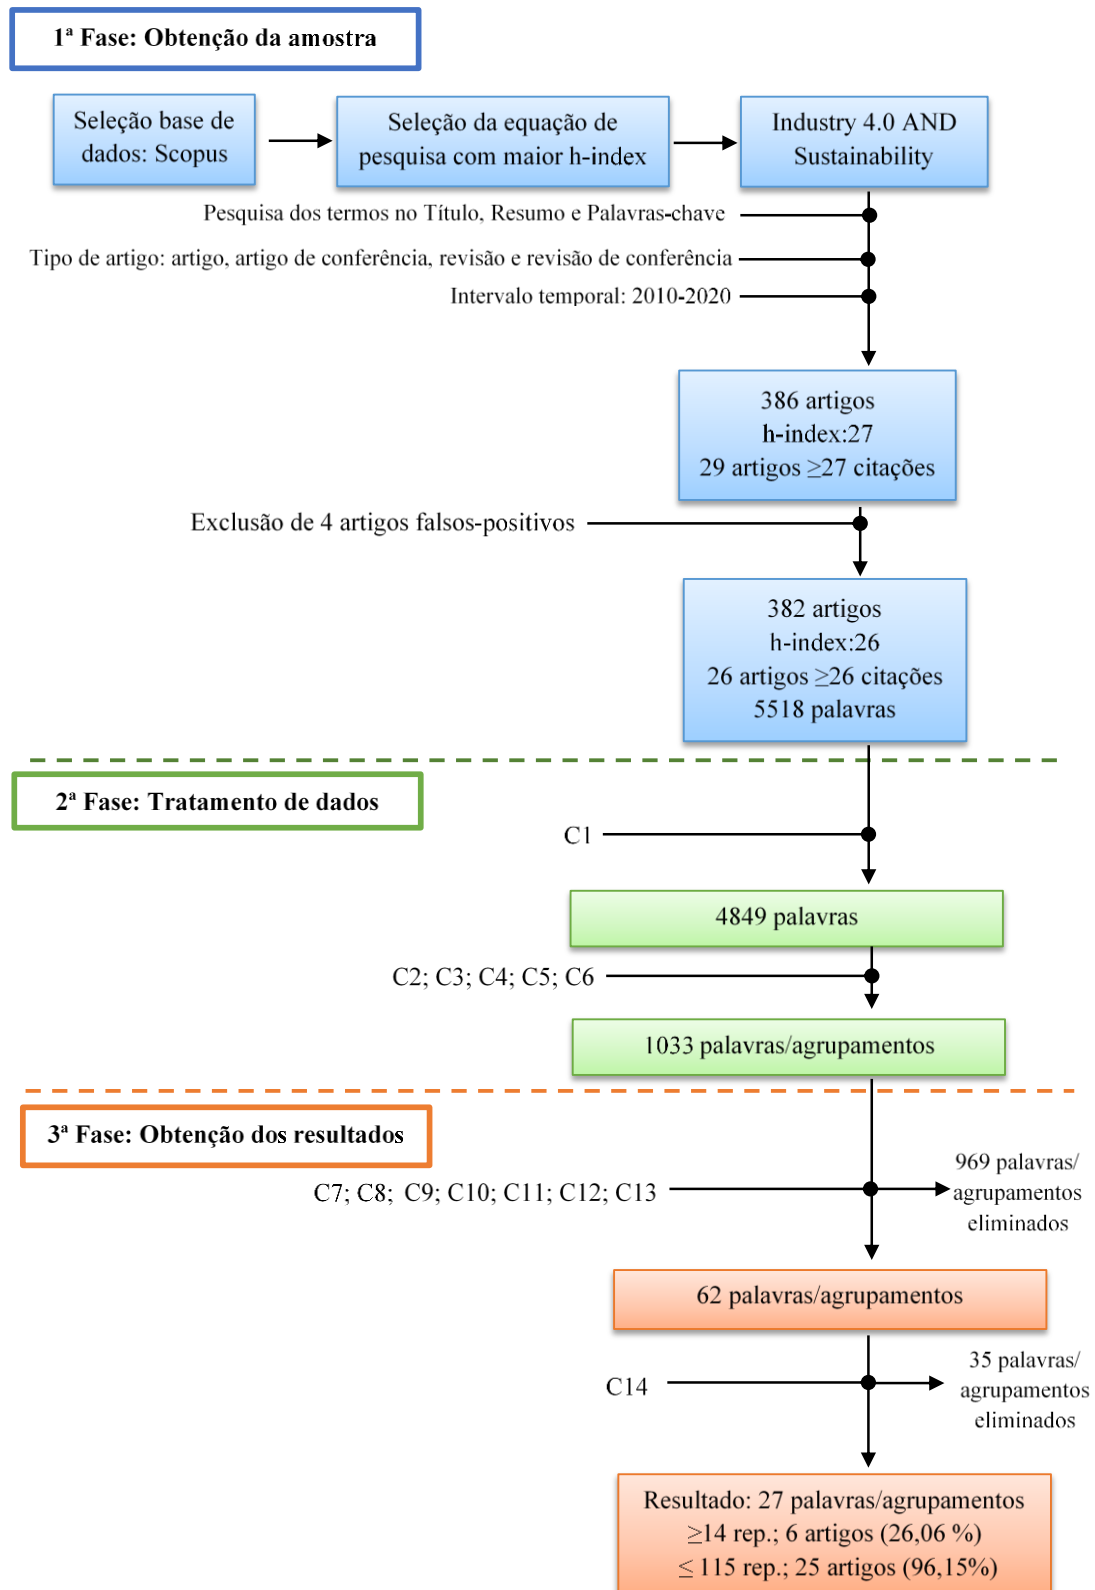 1ª Fase: Obtenção da amostra
Seleção base de
dados: Scopus
Seleção da equação de
pesquisa com maior h-index
Industry 4.0 AND
Sustainability
Pesquisa dos termos no Título, Resumo e Palavras-chave
Tipo de artigo: artigo, artigo de conferência, revisão e revisão de conferência
Intervalo temporal: 2010-2020
386 artigos
h-index:27
29 artigos ≥27 citações
Exclusão de 4 artigos falsos-positivos
382 artigos
h-index:26
26 artigos ≥26 citações
5518 palavras
2ª Fase: Tratamento de dados
C1
4849 palavras
C2; C3; C4; C5; C6
1033 palavras/agrupamentos
3ª Fase: Obtenção dos resultados
C7; C8; C9; C10; C11; C12; C13
969 palavras/
agrupamentos
eliminados
62 palavras/agrupamentos
C14
35 palavras/
agrupamentos
eliminados
Resultado: 27 palavras/agrupamentos
≥14 rep.; 6 artigos (26,06 %)
≤ 115 rep.; 25 artigos (96,15%)